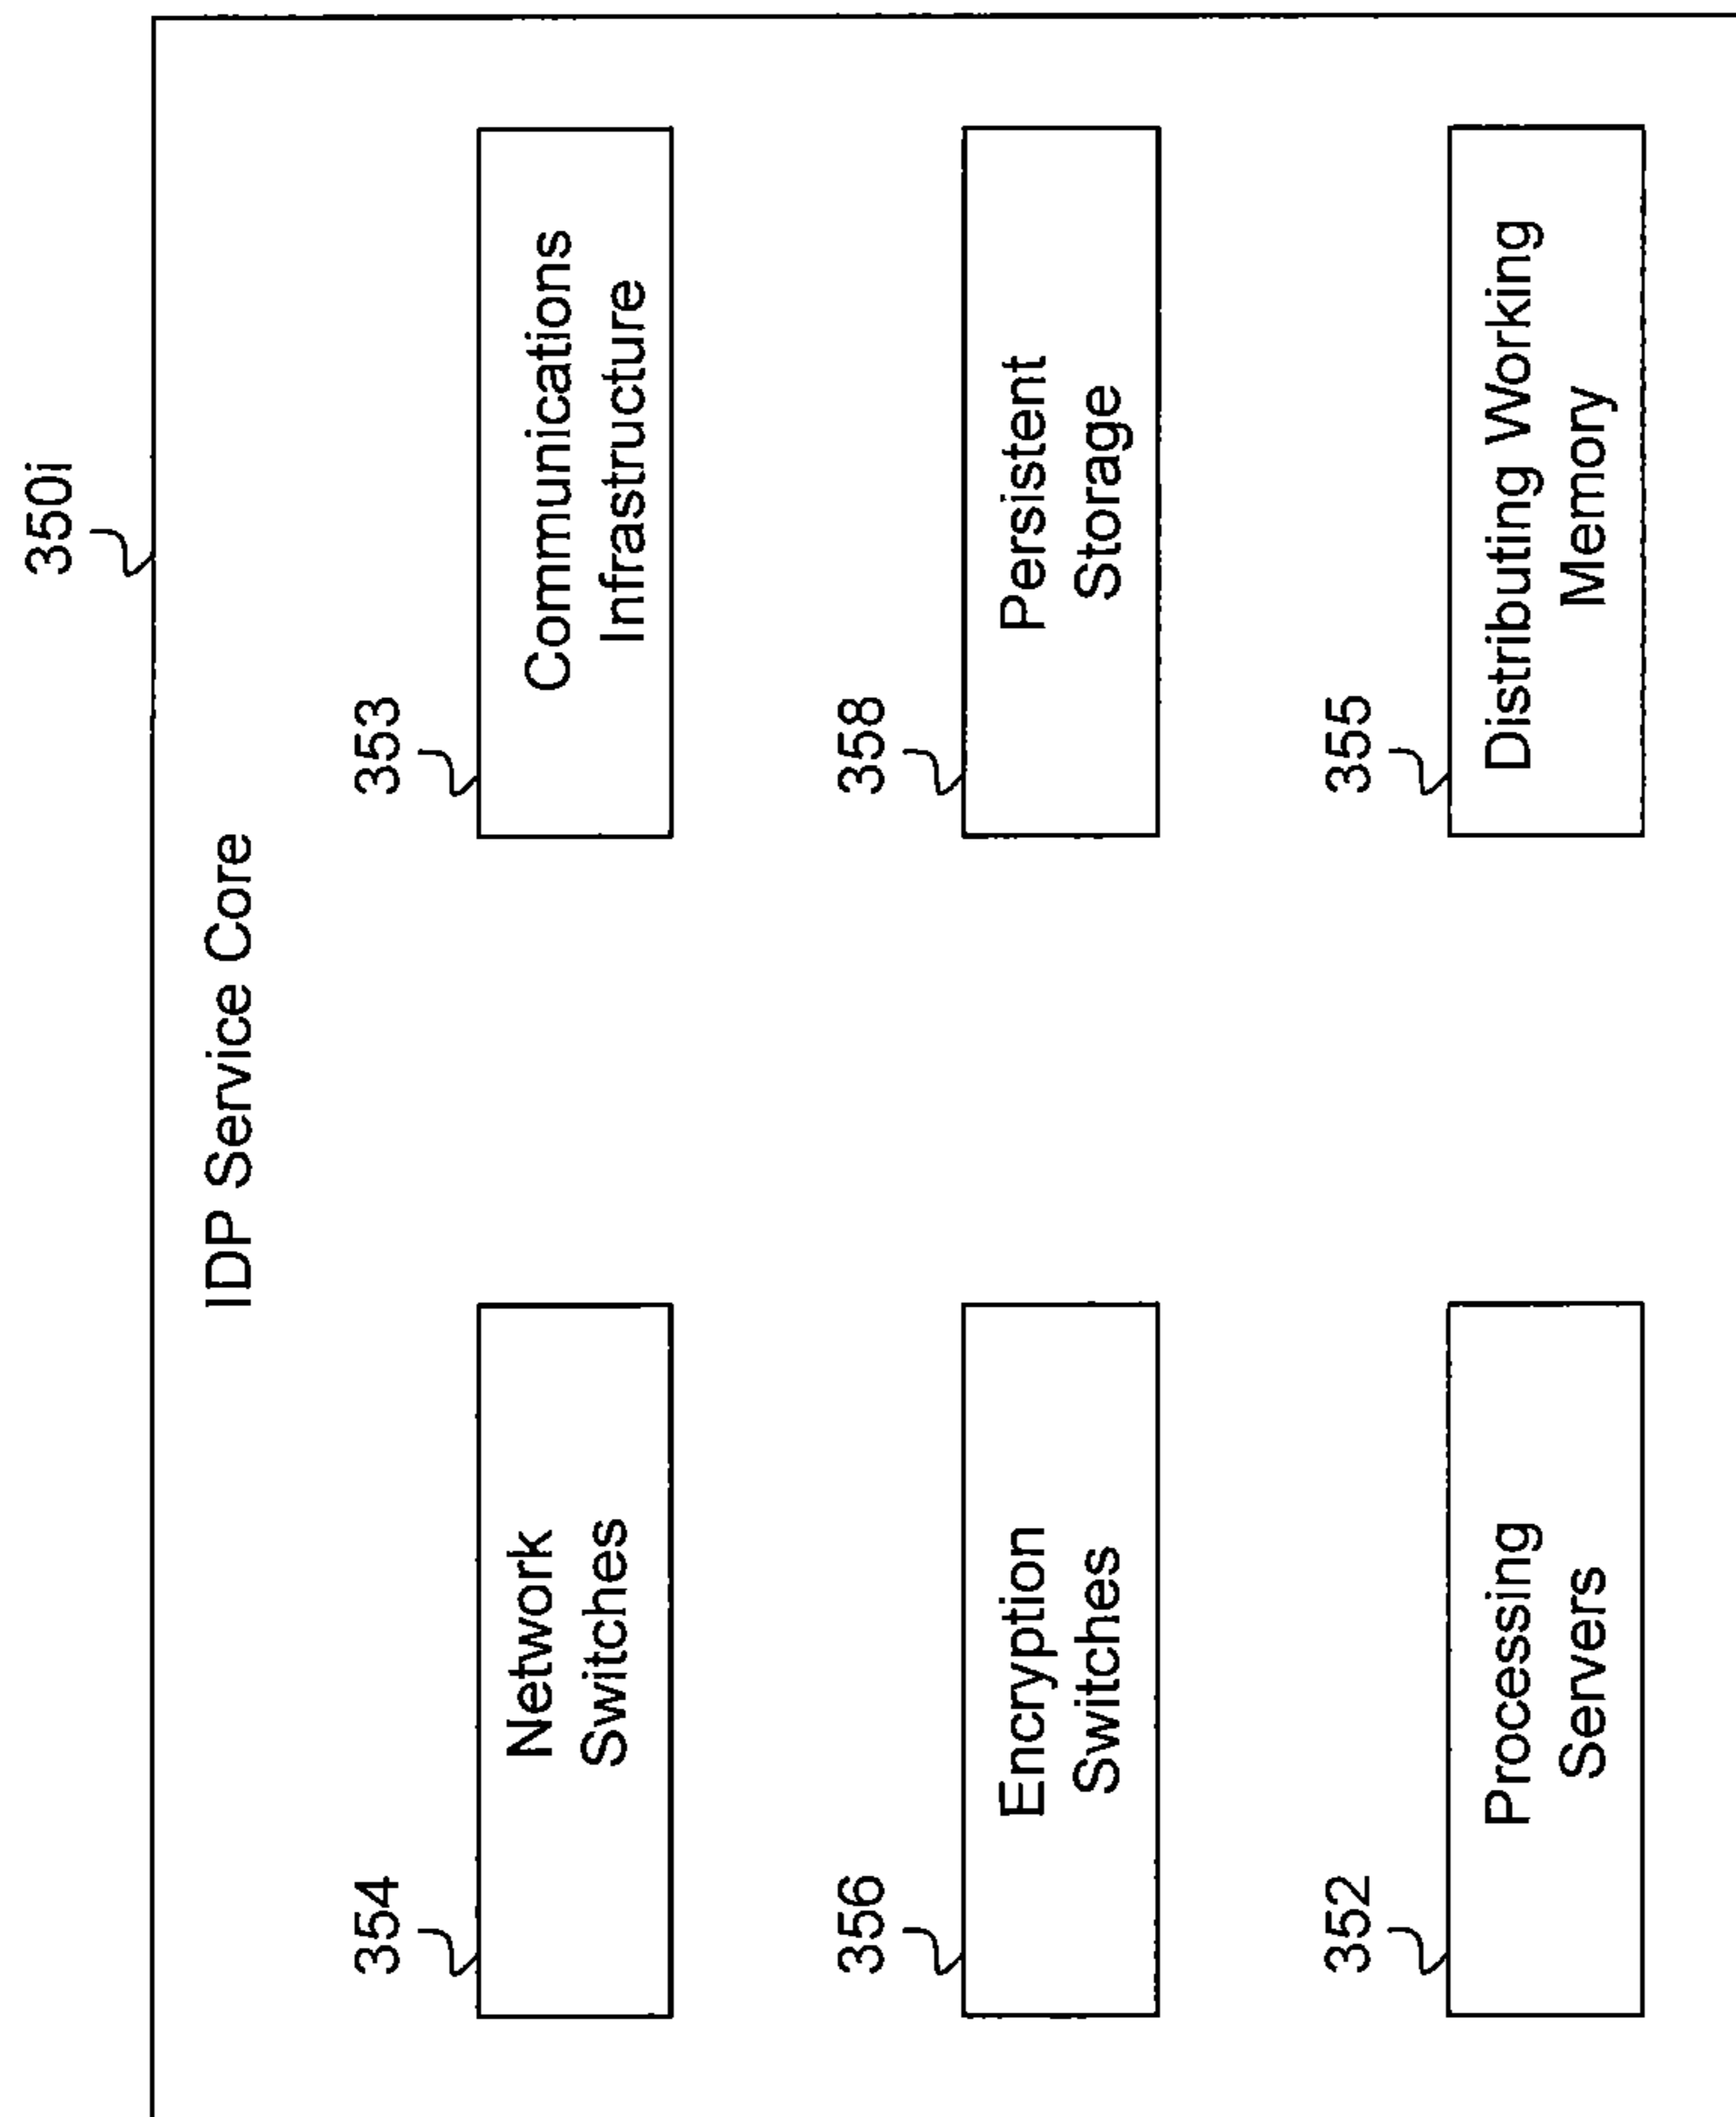 350i
IDP Service Core
354
Network
Switches
353
Communications
Infrastructure
356
Encryption
Switches
358
Persistent
Storage
352
Processing
Servers
355
Distributing Working
Memory